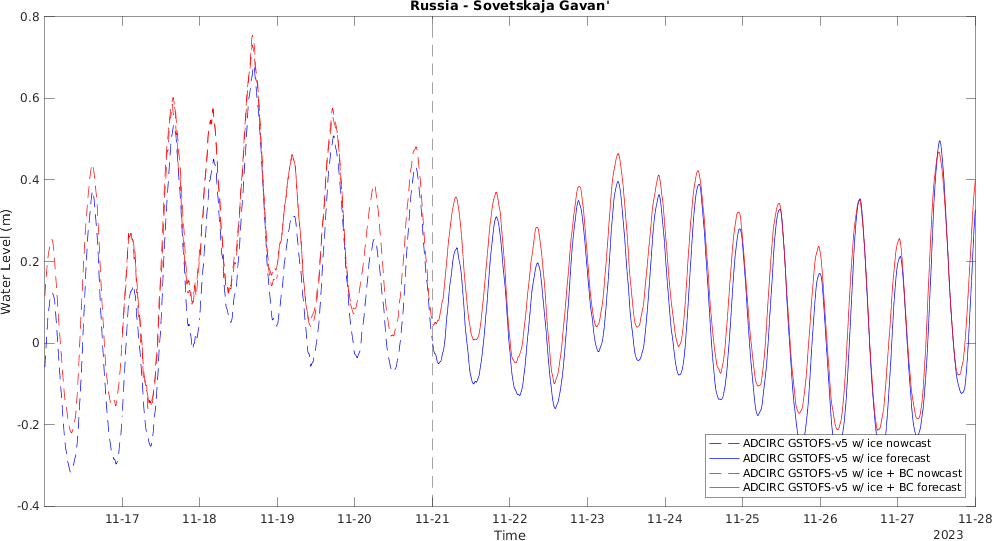 Russia - Sovetskaja Gavan'
Water Level (m)
0.8
0.6
0.4
0.2
0
-0.2
-0.4
ADCIRC GSTOFS-v5 w/ ice nowcast
ADCIRC GSTOFS-v5 w/ ice forecast
ADCIRC GSTOFS-v5 w/ ice + BC nowcast
ADCIRC GSTOFS-v5 w/ ice + BC forecast
11-17 11-18 11-19 11-20 11-21 11-22 11-23 11-24 11-25 11-26 11-27 11-28
Time
2023